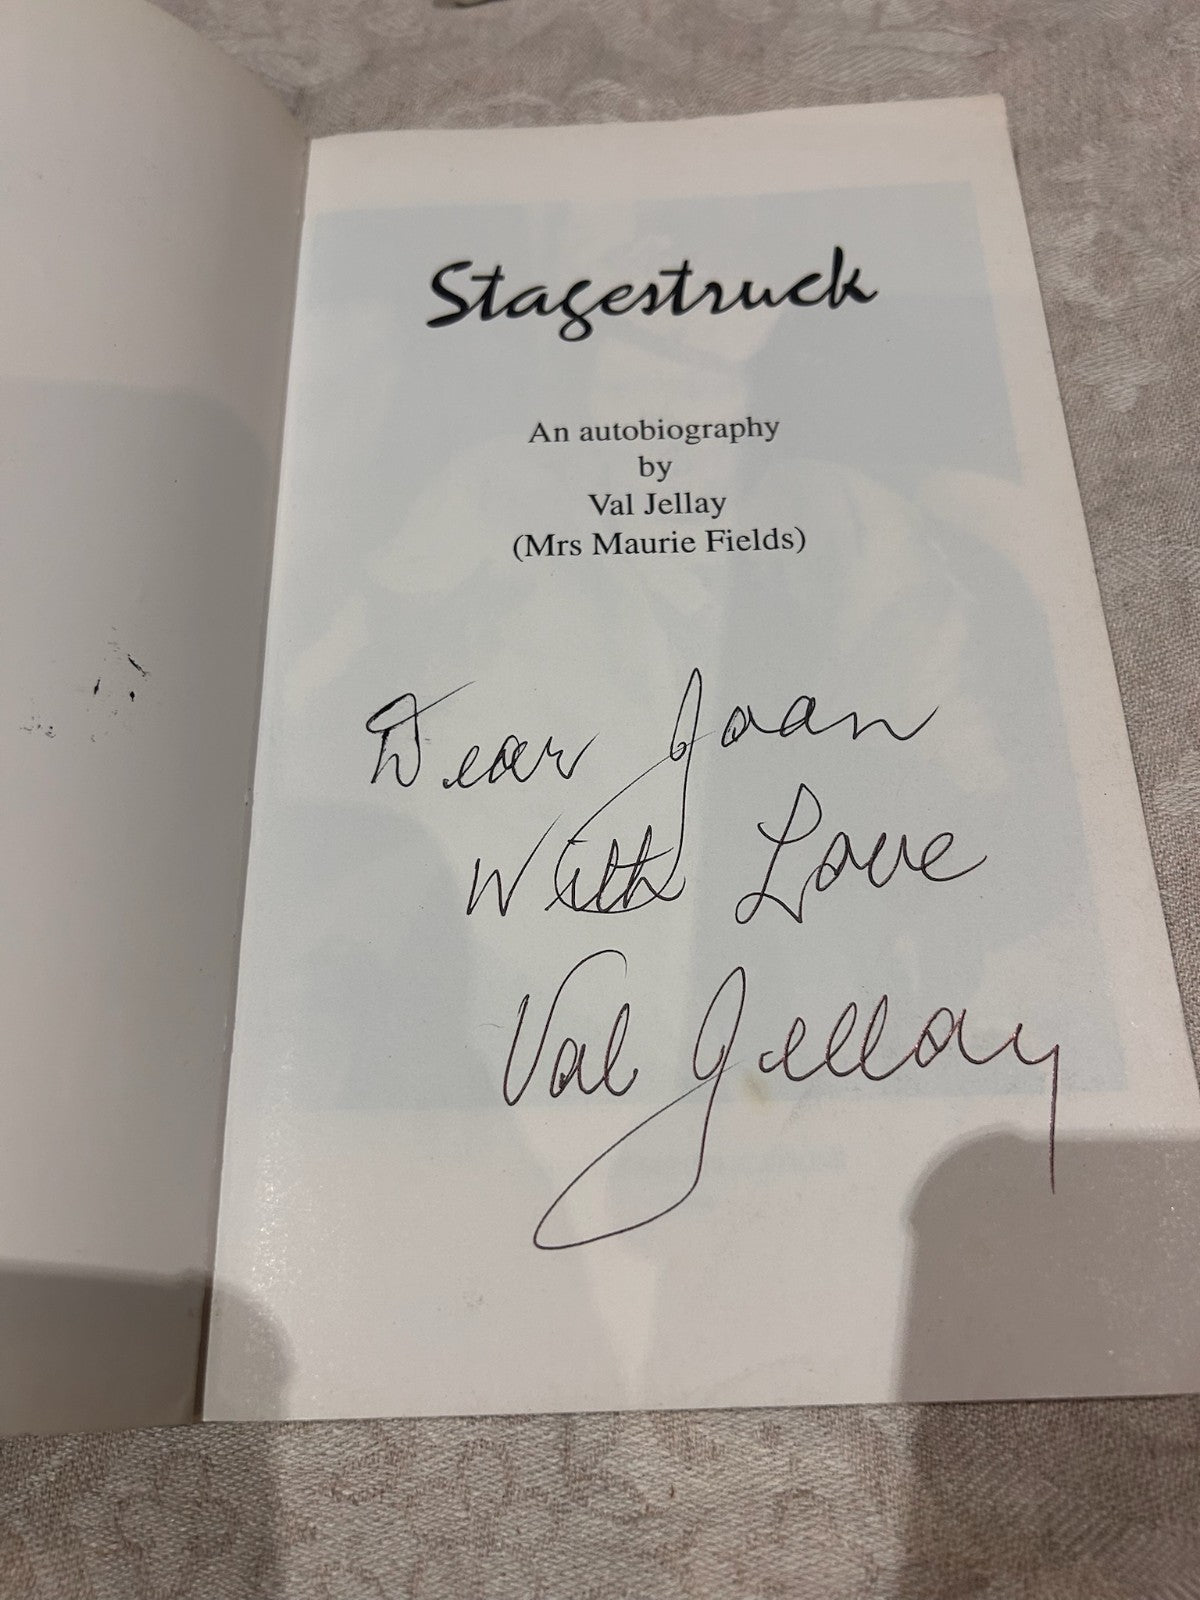 Stagestruck
An autobiography
by
Val Jellay
(Mrs Maurie Fields)
Dear Joan
With Love
Val Jellay